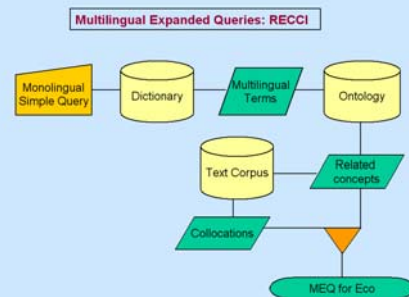 Multilingual Expanded Queries: RECCI
Monolingual
Simple Query
Dictionary
Multilingual
Terms
Ontology
Text Corpus
Related
concepts
Collocations
MEQ for Eco